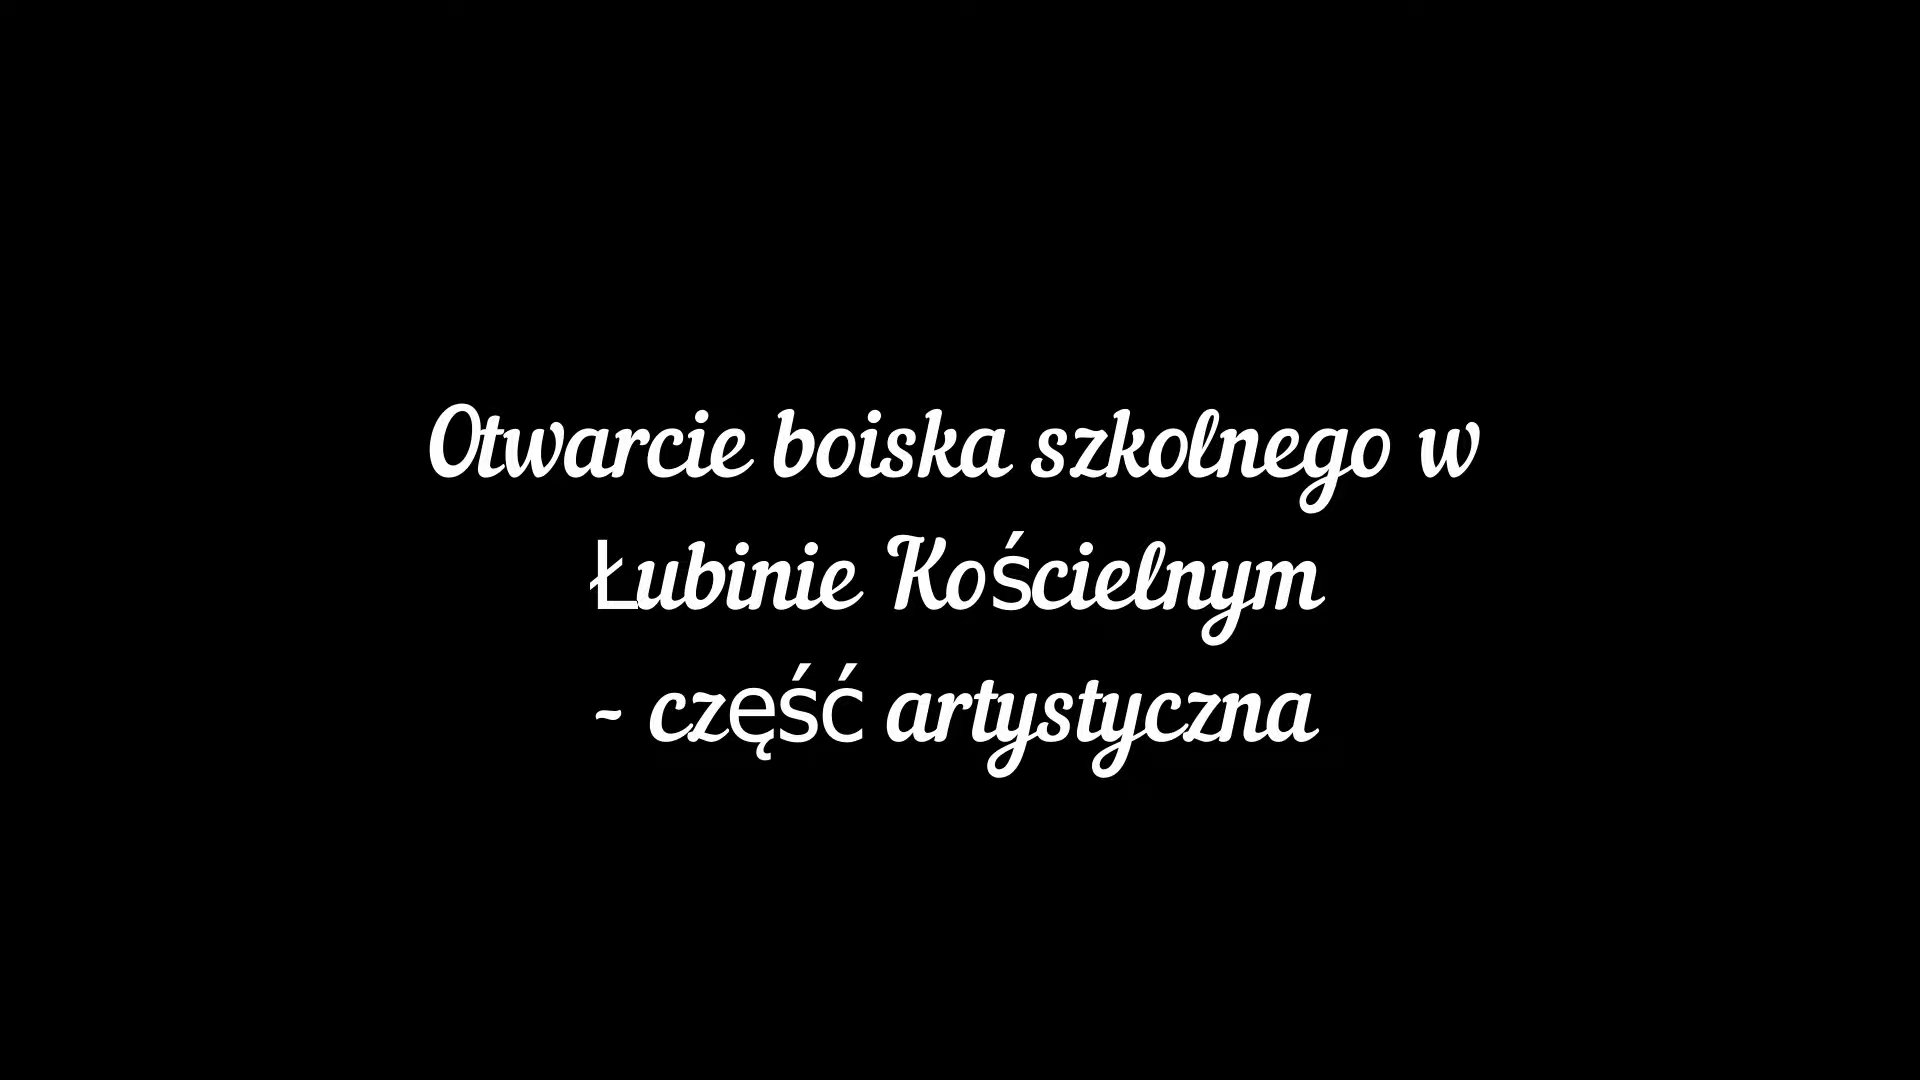 Otwarcie boiska szkolnego w
Łubinie Kościelnym
- część artystyczna